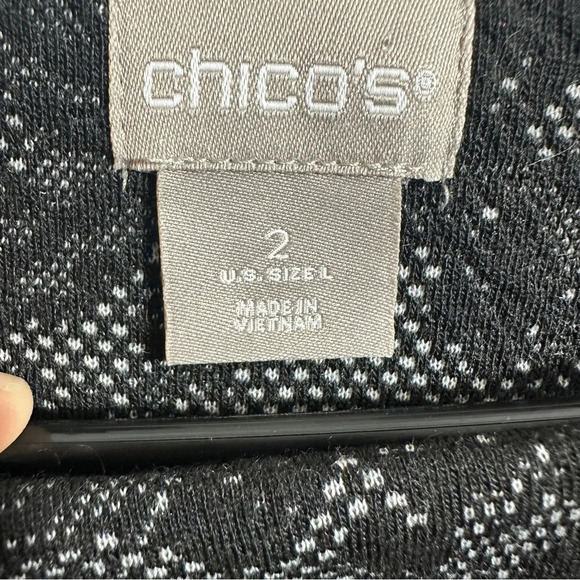 chico's®
2
U.S. SIZE L
MADE IN
VIETNAM